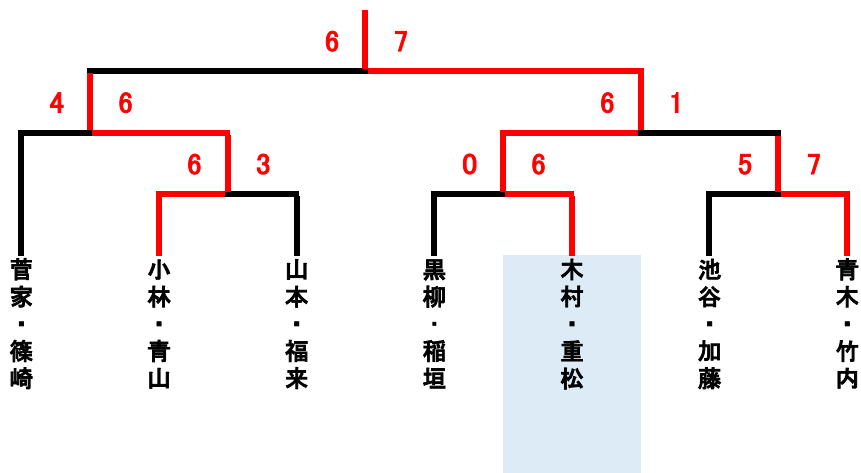 6 7
4 6 6 1
6 3 0 6 5 7
菅家・篠崎
小林・青山
山本・福来
黒柳・稲垣
木村・重松
池谷・加藤
青木・竹内